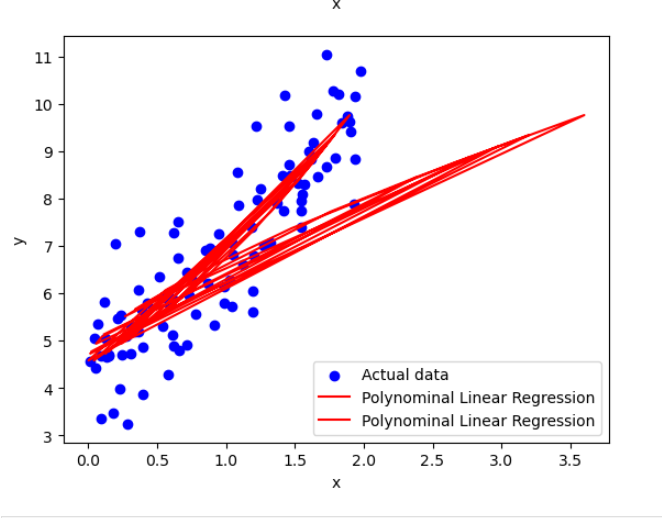 x
11
10
9
8
7
6
5
4
3
y
Actual data
Polynominal Linear Regression
Polynominal Linear Regression
0.0 0.5 1.0 1.5 2.0 2.5 3.0 3.5
x